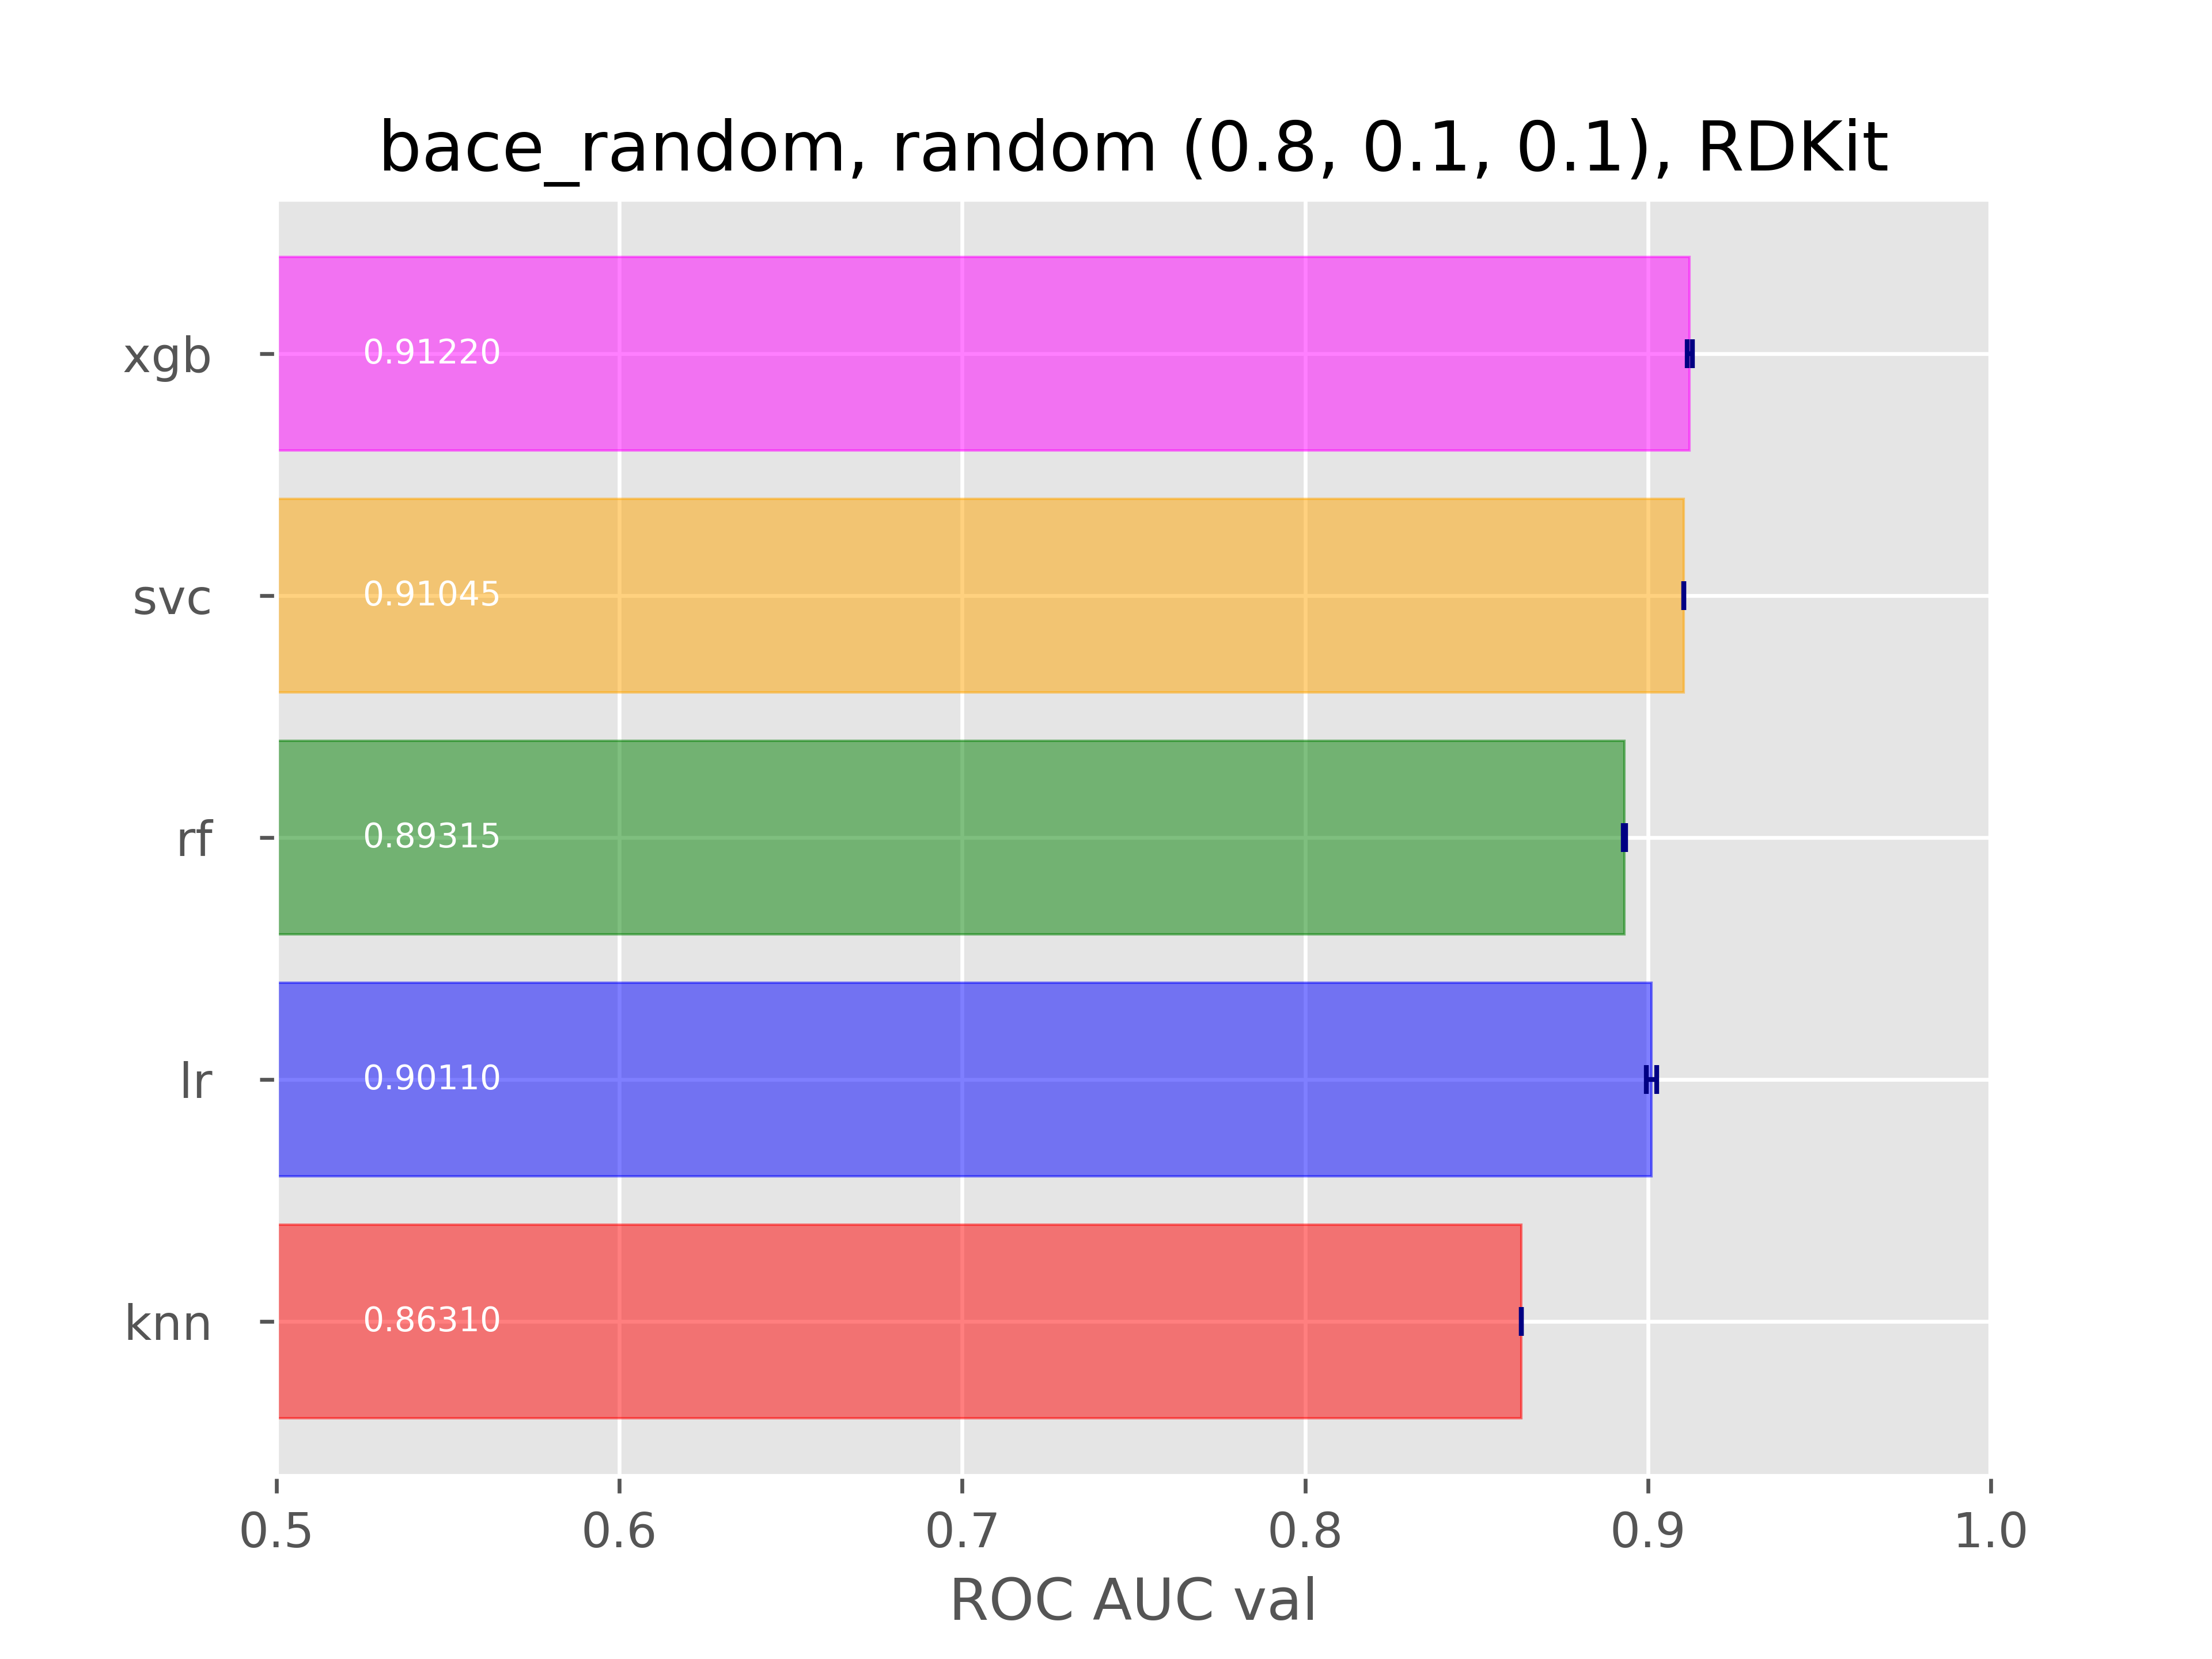 bace_random, random (0.8, 0.1, 0.1), RDKit
xgb
0.91220
svc
0.91045
rf
0.89315
lr
0.90110
knn
0.86310
0.5 0.6 0.7 0.8 0.9 1.0
ROC AUC val